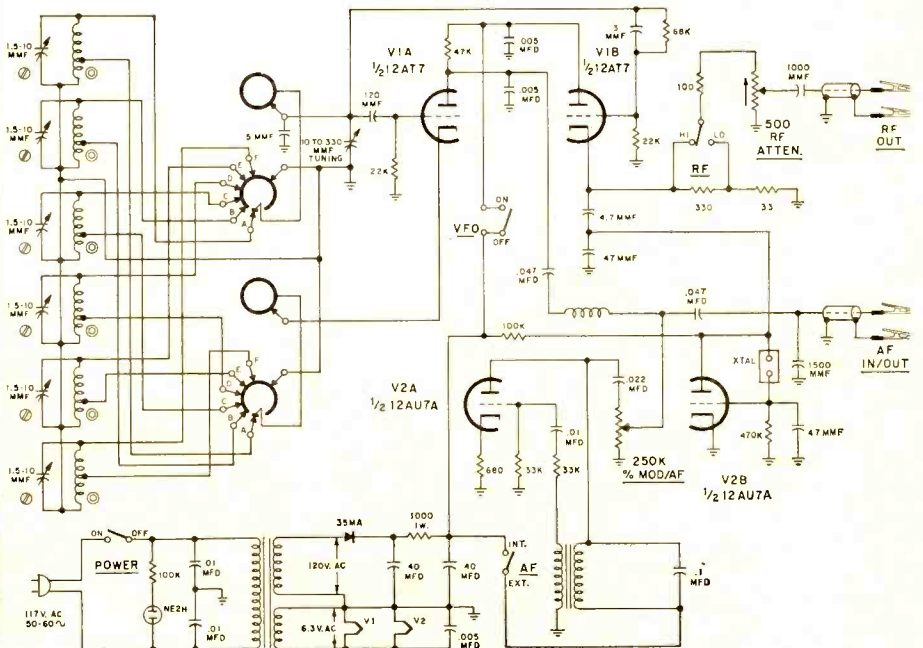 1.5-10
MMF
1.5-10
MMF
1.5-10
MMF
1.5-10
MMF
1.5-10
MMF
1.5-10
MMF
F
E
D
C
B
A
F
E
D
C
B
A
5 MMF
120
MMF
10 TO 330
MMF
TUNING
22K
V1A
1/2 12AT7
47K
.005
MFD
.005
MFD
V1B
1/2 12AT7
3
MMF
68K
22K
100
HI
LO
RF
330
33
500
RF
ATTEN.
1000
MMF
RF
OUT
ON
VFO
OFF
4.7MMF
47MMF
.047
MFD
.047
MFD
100K
XTAL
1500
MMF
AF
IN/OUT
V2A
1/2 12AU7A
680
33K
.01
MFD
33K
.022
MFD
250K
% MOD/AF
V2B
1/2 12AU7A
470K
47MMF
ON
OFF
POWER
117V. AC
50-60~
100K
NE2H
.01
MFD
.01
MFD
35MA
120V. AC
6.3V. AC
1000
1W.
40
MFD
40
MFD
V1
V2
.005
MFD
INT.
AF
EXT.
.1
MFD